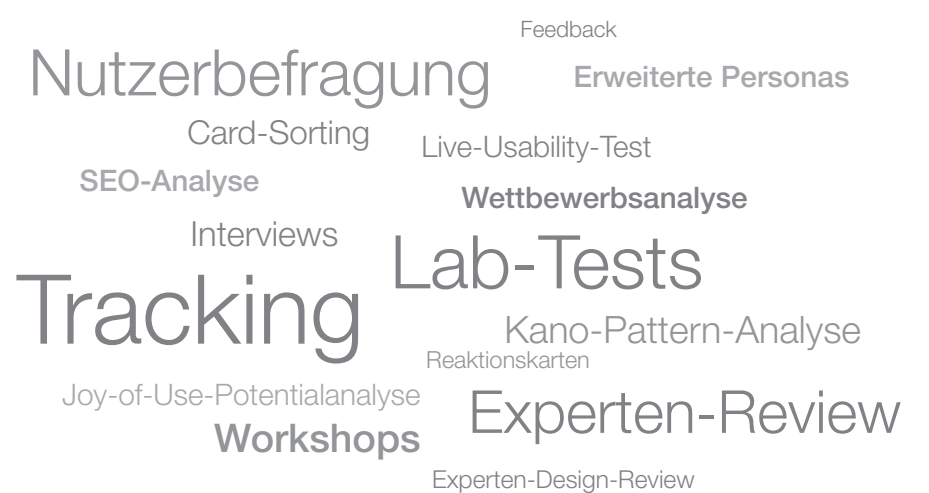 Feedback
Nutzerbefragung
Erweiterte Personas
Card-Sorting
Live-Usability-Test
SEO-Analyse
Wettbewerbsanalyse
Interviews
Lab-Tests
Tracking
Kano-Pattern-Analyse
Reaktionskarten
Joy-of-Use-Potentialanalyse
Experten-Review
Workshops
Experten-Design-Review